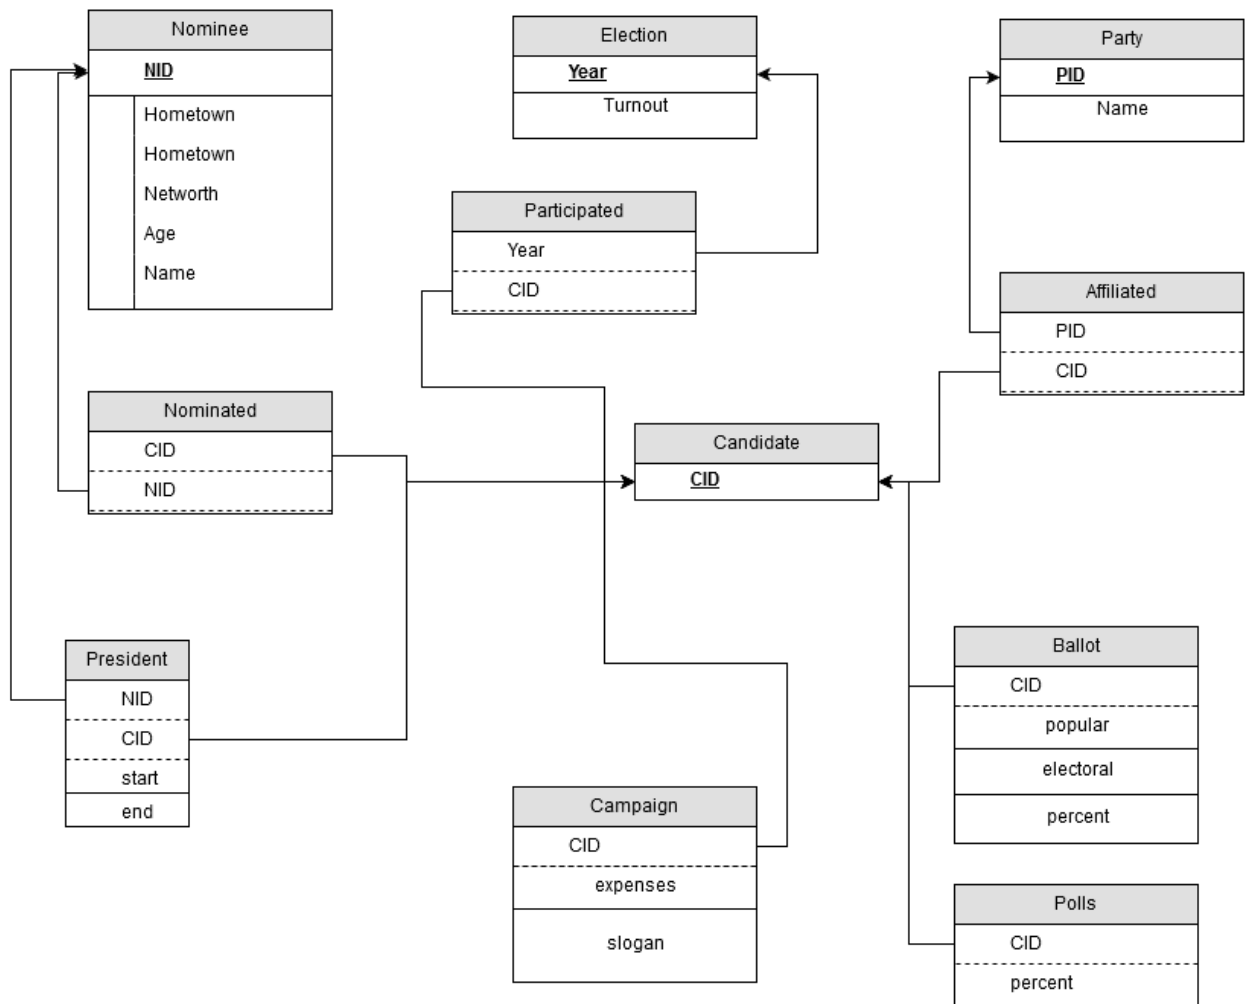 Nominee
NID
Hometown
Hometown
Networth
Age
Name
Election
Year
Turnout
Party
PID
Name
Participated
Year
CID
Affiliated
PID
CID
Nominated
CID
NID
Candidate
CID
President
NID
CID
start
end
Ballot
CID
popular
electoral
percent
Campaign
CID
expenses
slogan
Polls
CID
percent